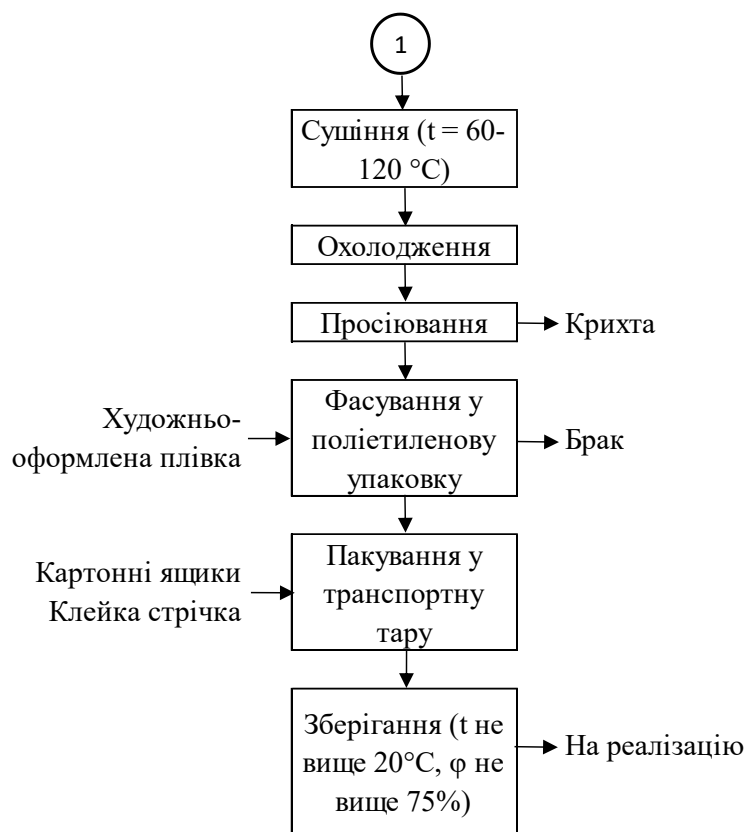 1
Сушіння (t = 60-
120 °C)
Охолодження
Просіювання
Крихта
Художньо-
оформлена плівка
Фасування у
поліетиленову
упаковку
Брак
Картонні ящики
Клейка стрічка
Пакування у
транспортну
тару
Зберігання (t не
вище 20°C, φ не
вище 75%)
На реалізацію